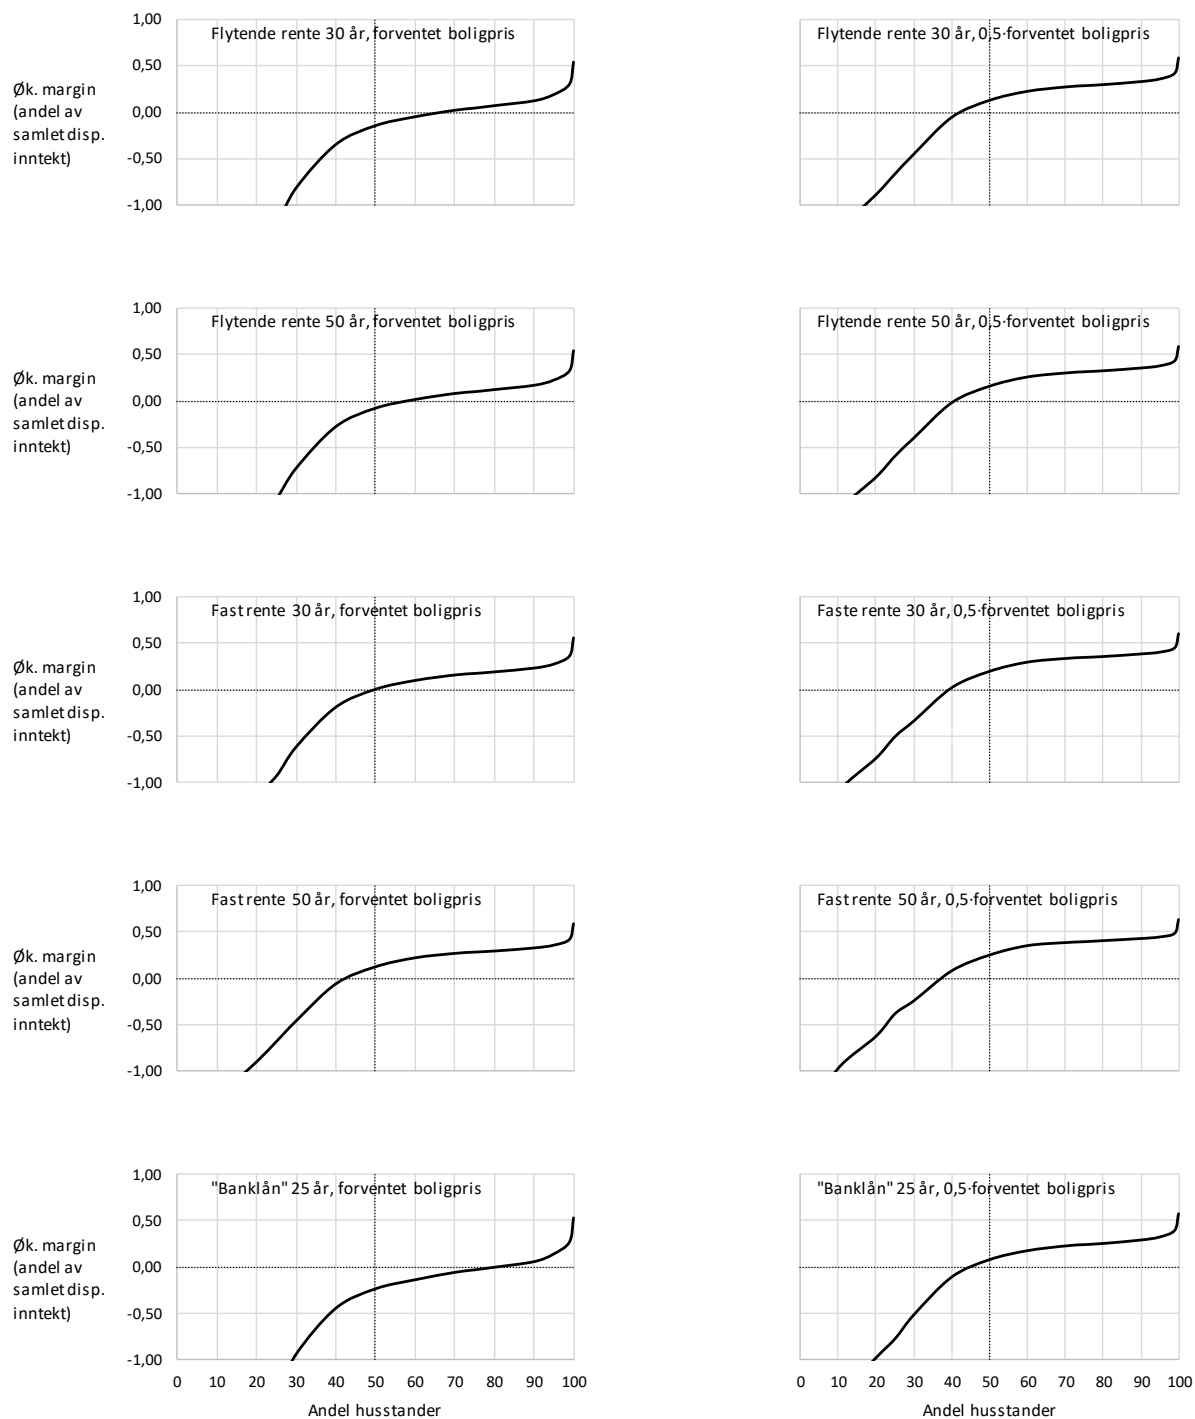 Flytende rente 30 år, forventet boligpris
1,00
0,50
0,00
-0,50
-1,00
Øk. margin
(andel av
samlet disp.
inntekt)
Flytende rente 30 år, 0,5·forventet boligpris
Flytende rente 50 år, forventet boligpris
1,00
0,50
0,00
-0,50
-1,00
Øk. margin
(andel av
samlet disp.
inntekt)
Flytende rente 50 år, 0,5·forventet boligpris
Fast rente 30 år, forventet boligpris
1,00
0,50
0,00
-0,50
-1,00
Øk. margin
(andel av
samlet disp.
inntekt)
Faste rente 30 år, 0,5·forventet boligpris
Fast rente 50 år, forventet boligpris
1,00
0,50
0,00
-0,50
-1,00
Øk. margin
(andel av
samlet disp.
inntekt)
Fast rente 50 år, 0,5·forventet boligpris
"Banklån" 25 år, forventet boligpris
1,00
0,50
0,00
-0,50
-1,00
Øk. margin
(andel av
samlet disp.
inntekt)
0 10 20 30 40 50 60 70 80 90 100
Andel husstander
"Banklån" 25 år, 0,5·forventet boligpris
0 10 20 30 40 50 60 70 80 90 100
Andel husstander